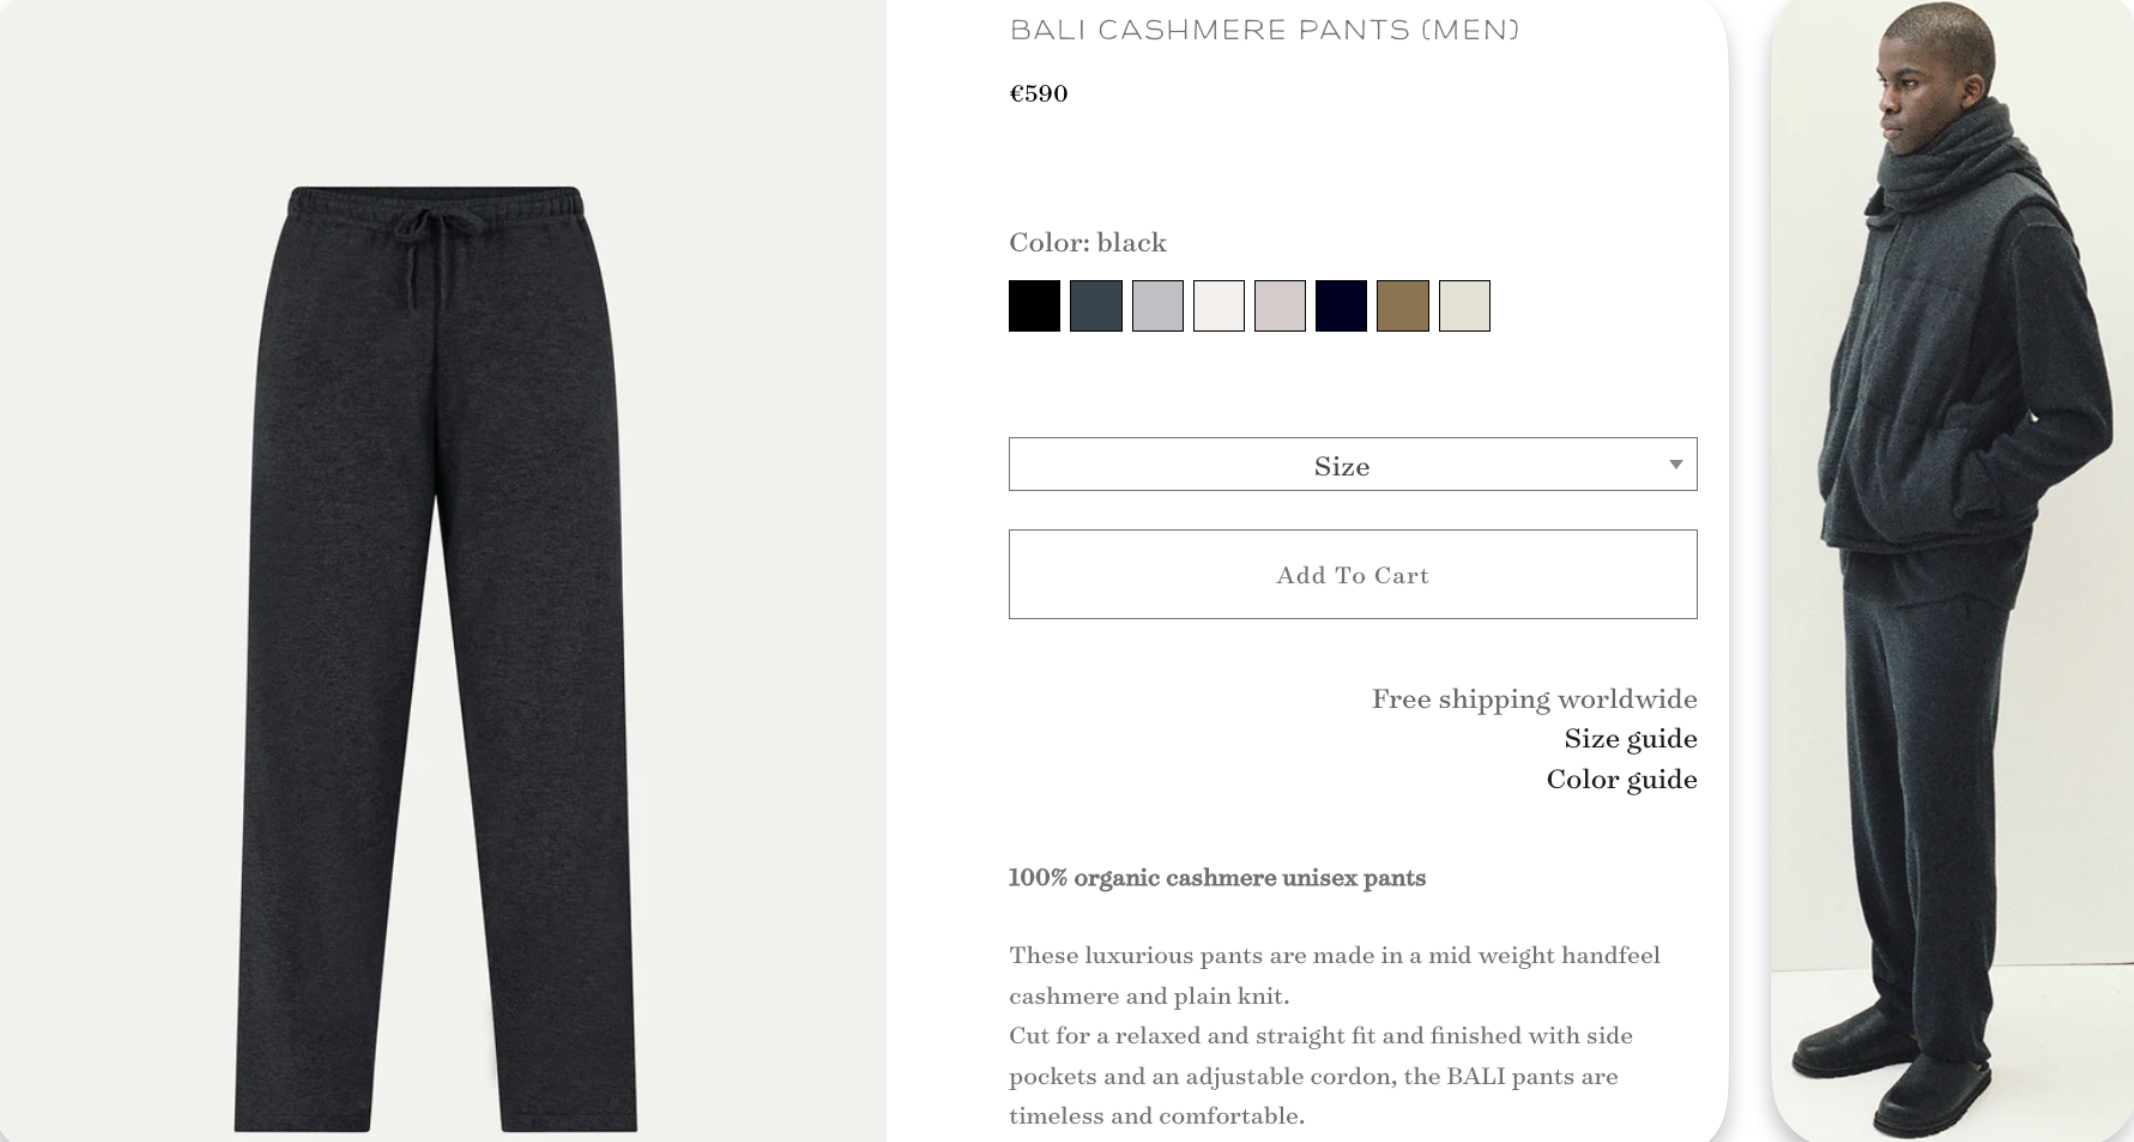 BALI CASHMERE PANTS (MEN)
€590
Color: black
Size
Add To Cart
Free shipping worldwide
Size guide
Color guide
100% organic cashmere unisex pants
These luxurious pants are made in a mid weight handfeel
cashmere and plain knit.
Cut for a relaxed and straight fit and finished with side
pockets and an adjustable cordon, the BALI pants are
timeless and comfortable.